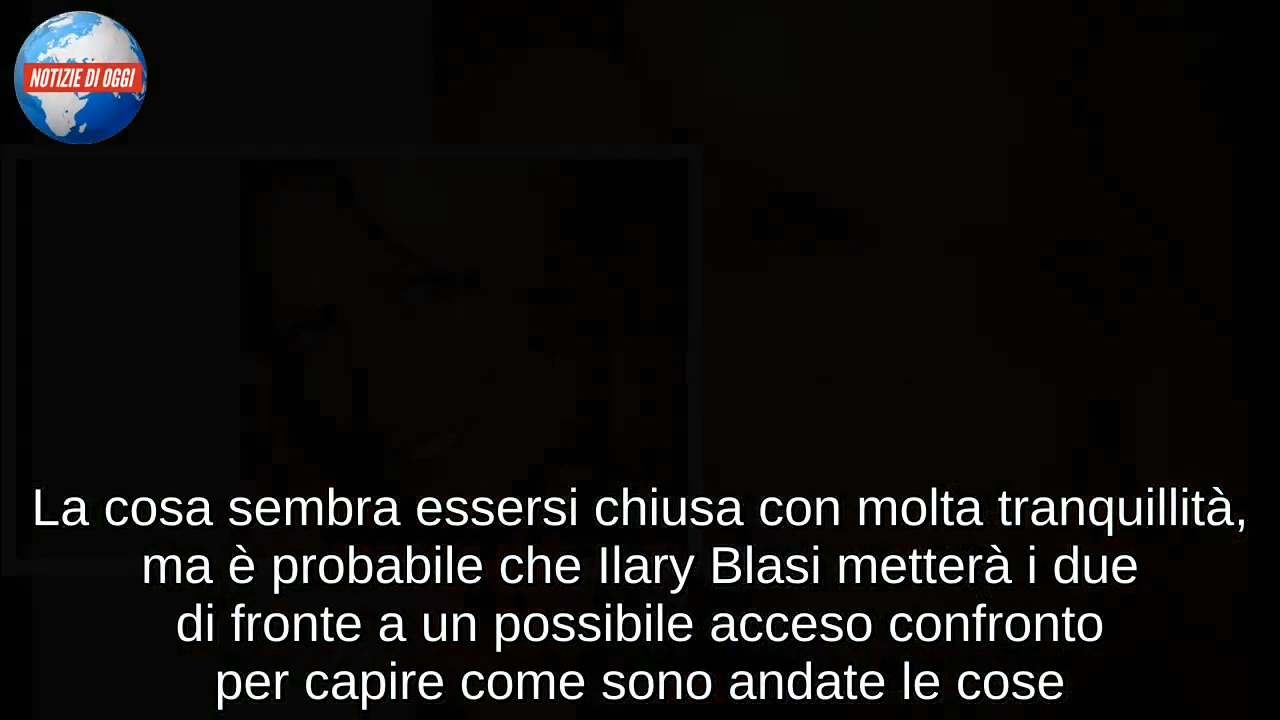 NOTIZIE DI OGGI
La cosa sembra essersi chiusa con molta tranquillità,
ma è probabile che Ilary Blasi metterà i due
di fronte a un possibile acceso confronto
per capire come sono andate le cose